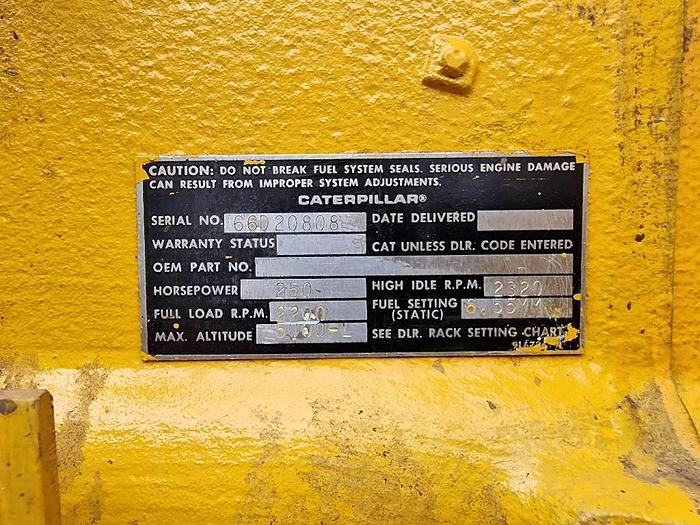 CAUTION: DO NOT BREAK FUEL SYSTEM SEALS. SERIOUS ENGINE DAMAGE
CAN RESULT FROM IMPROPER SYSTEM ADJUSTMENTS.
CATERPILLAR®
SERIAL NO. 66D20808 DATE DELIVERED
WARRANTY STATUS CAT UNLESS DLR. CODE ENTERED
OEM PART NO.
HORSEPOWER 250 HIGH IDLE R.P.M. 2320
FULL LOAD R.P.M. 2200 FUEL SETTING (STATIC)
MAX. ALTITUDE SEE DLR. RACK SETTING CHART